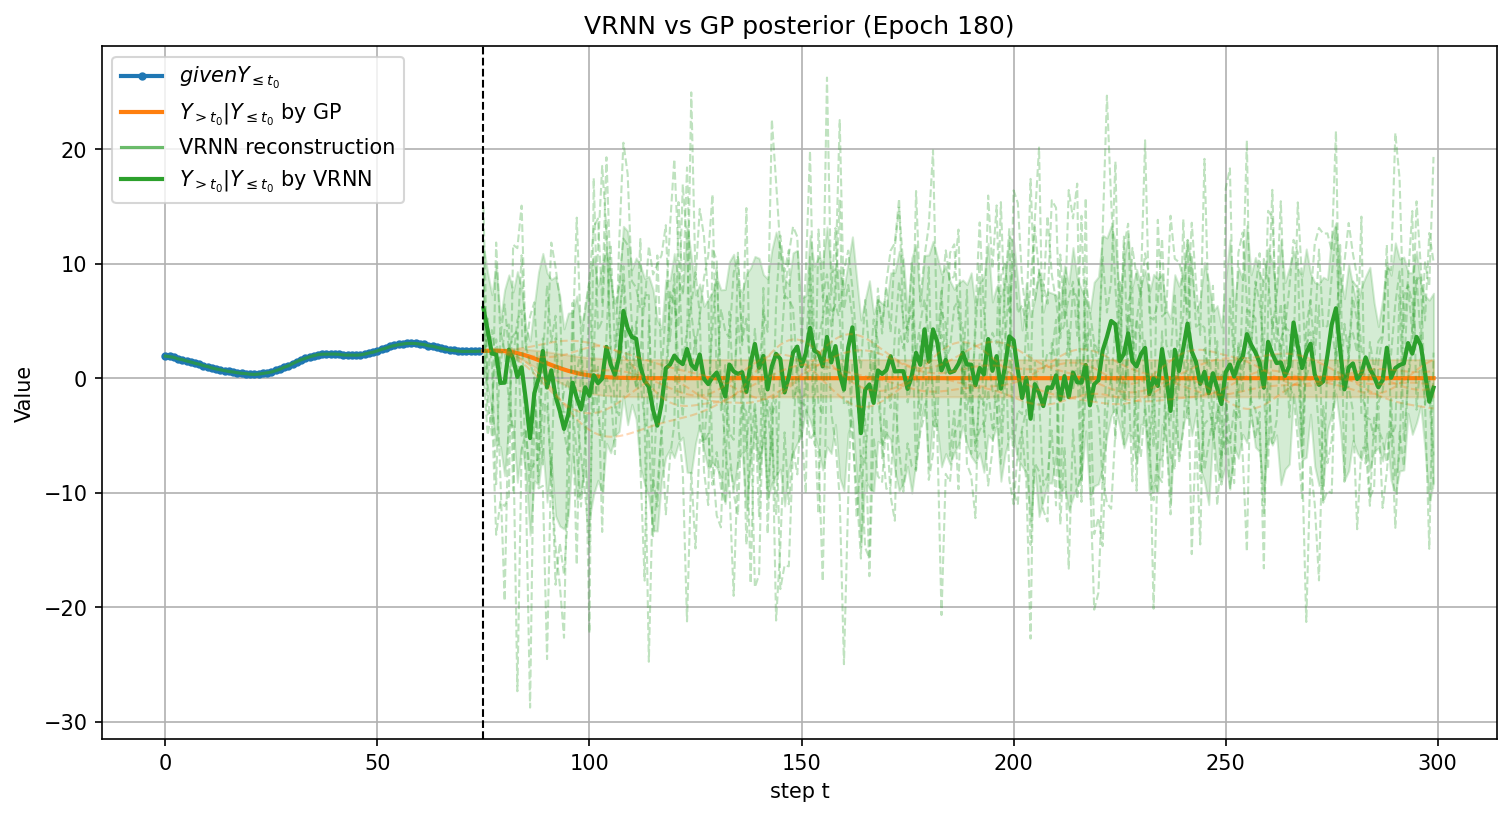 VRNN vs GP posterior (Epoch 180)
givenY≤t₀
Y>t₀|Y≤t₀ by GP
VRNN reconstruction
Y>t₀|Y≤t₀ by VRNN
Value
20
10
0
−10
−20
−30
0 50 100 150 200 250 300
step t